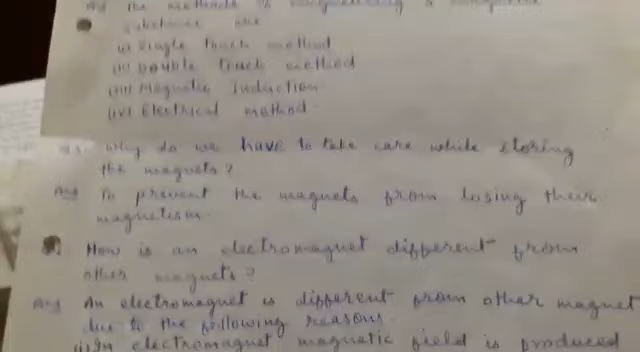 Ans The methods of magnetising a magnetic
substance are
(i) Single touch method
(ii) Double touch method
(iii) Magnetic Induction
(iv) Electrical method
Why do we have to take care while storing
the magnets?
Ans To prevent the magnets from losing their
magnetism.
How is an electromagnet different from
other magnets?
Ans An electromagnet is different from other magnet
due to the following reasons.
(i) In electromagnet magnetic field is produced